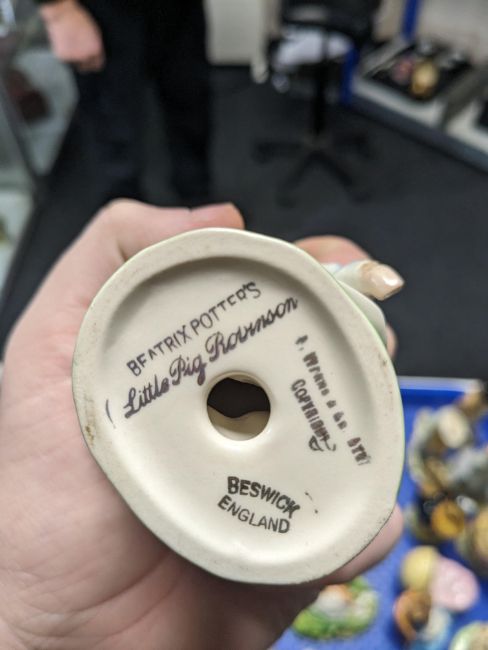 BEATRIX POTTER'S
"Little Pig Robinson"
F. Warne & Co. Ltd.
COPYRIGHT
BESWICK
ENGLAND